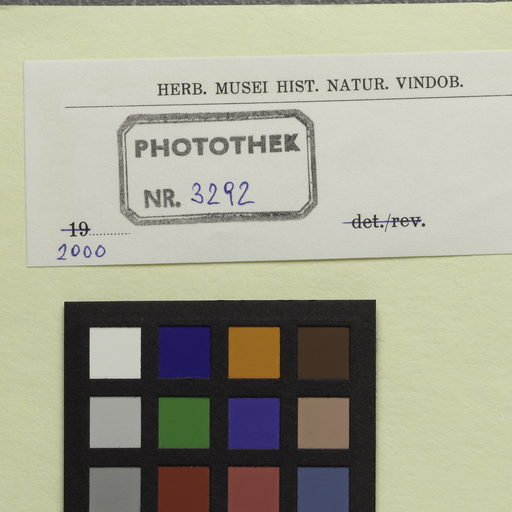 HERB. MUSEI HIST. NATUR. VINDOB.
PHOTOTHEK
NR. 3292
19............ det./rev.
2000